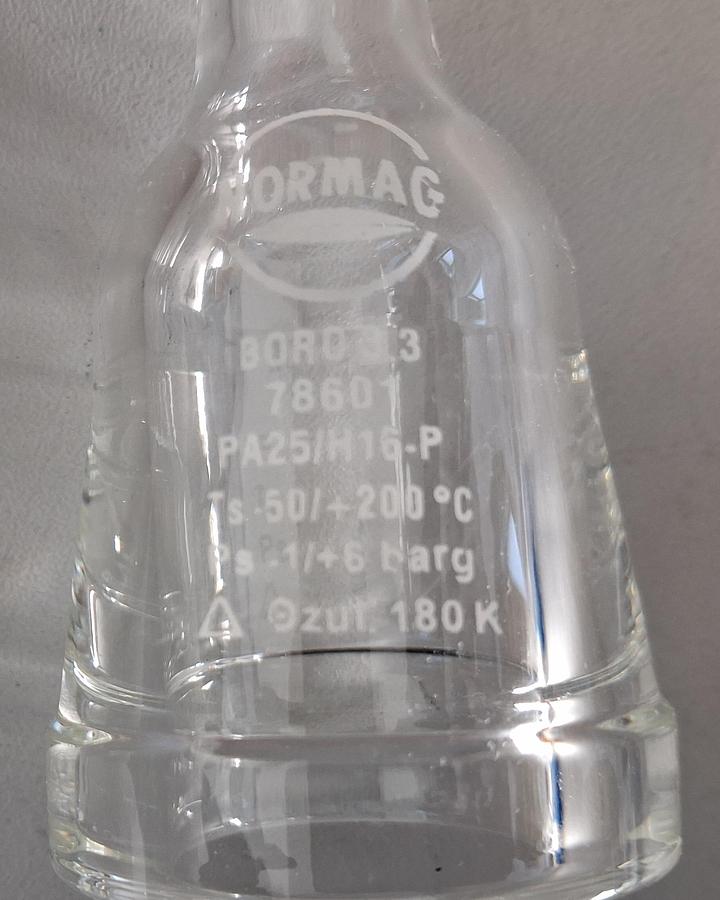 NORMAG
BORO 3.3
78601
PA25/H16-P
Ts -50/+200 °C
Ps -1/+6 barg
Δ Θzul. 180 K